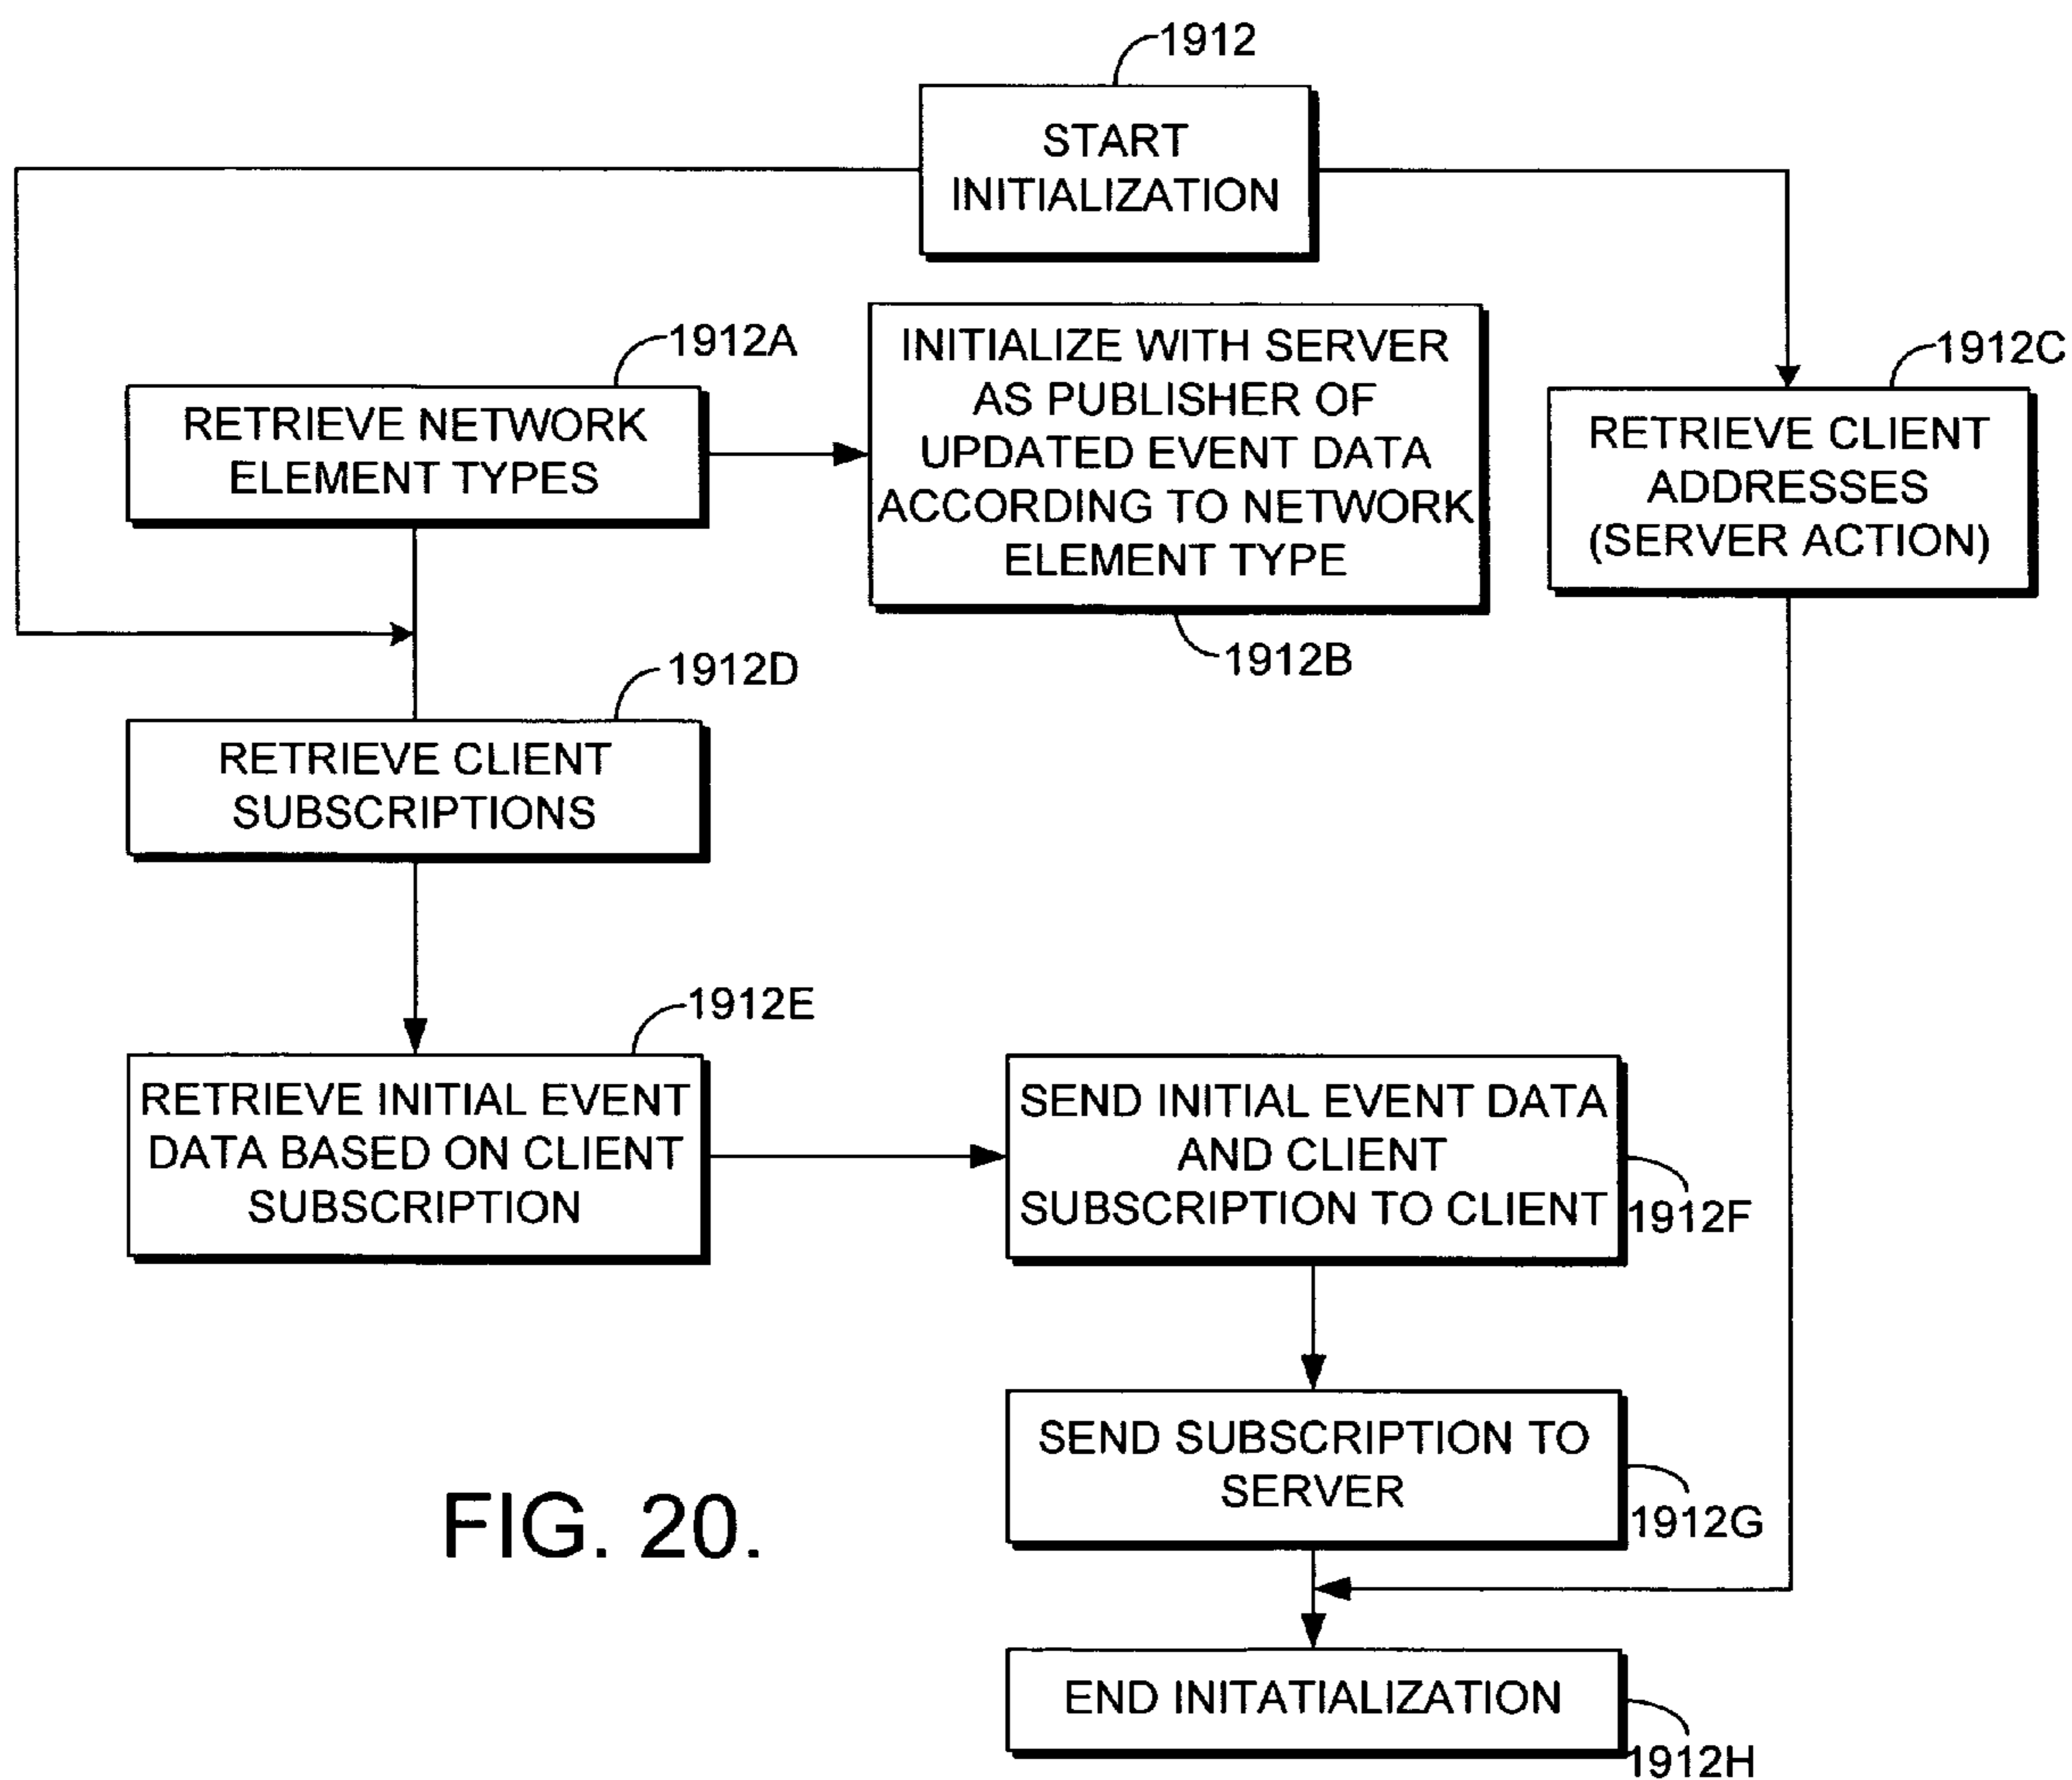 1912
START
INITIALIZATION
1912A
RETRIEVE NETWORK
ELEMENT TYPES
INITIALIZE WITH SERVER
AS PUBLISHER OF
UPDATED EVENT DATA
ACCORDING TO NETWORK
ELEMENT TYPE
1912B
1912C
RETRIEVE CLIENT
ADDRESSES
(SERVER ACTION)
1912D
RETRIEVE CLIENT
SUBSCRIPTIONS
1912E
RETRIEVE INITIAL EVENT
DATA BASED ON CLIENT
SUBSCRIPTION
SEND INITIAL EVENT DATA
AND CLIENT
SUBSCRIPTION TO CLIENT
1912F
SEND SUBSCRIPTION TO
SERVER
1912G
END INITATIALIZATION
1912H
FIG. 20.